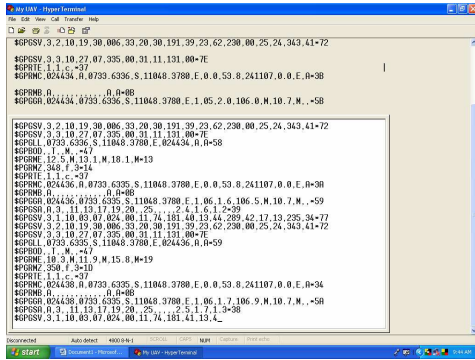 My UAV - HyperTerminal
File Edit View Call Transfer Help
$GPGSV,3,2,10,19,30,006,33,20,30,191,39,23,62,230,00,25,24,343,41*72
$GPGSV,3,3,10,27,07,335,00,31,11,131,00*7E
$GPRTE,1,1,c,*37
$GPRMC,024434,A,0733.6336,S,11048.3780,E,0.0,53.8,241107,0.0,E,A*3B
$GPRMB,A,,,,,,,,,,,,A,A*0B
$GPGGA,024434,0733.6336,S,11048.3780,E,1,05,2.0,106.0,M,10.7,M,,*5B
$GPGSV,3,2,10,19,30,006,33,20,30,191,39,23,62,230,00,25,24,343,41*72
$GPGSV,3,3,10,27,07,335,00,31,11,131,00*7E
$GPGLL,0733.6336,S,11048.3780,E,024434,A,A*58
$GPBOD,,T,,M,,*47
$PGRME,12.5,M,13.1,M,18.1,M*13
$PGRMZ,348,f,3*14
$GPRTE,1,1,c,*37
$GPRMC,024436,A,0733.6335,S,11048.3780,E,0.0,53.8,241107,0.0,E,A*3A
$GPRMB,A,,,,,,,,,,,,A,A*0B
$GPGGA,024436,0733.6335,S,11048.3780,E,1,06,1.6,106.5,M,10.7,M,,*59
$GPGSA,A,3,,11,13,17,19,20,,25,,,,,2.4,1.6,1.2*39
$GPGSV,3,1,10,03,07,024,00,11,74,181,40,13,44,289,42,17,13,235,34*77
$GPGSV,3,2,10,19,30,006,33,20,30,191,39,23,62,230,00,25,24,343,41*72
$GPGSV,3,3,10,27,07,335,00,31,11,131,00*7E
$GPGLL,0733.6335,S,11048.3780,E,024436,A,A*59
$GPBOD,,T,,M,,*47
$PGRME,10.3,M,11.9,M,15.8,M*19
$PGRMZ,350,f,3*1D
$GPRTE,1,1,c,*37
$GPRMC,024438,A,0733.6335,S,11048.3780,E,0.0,53.8,241107,0.0,E,A*34
$GPRMB,A,,,,,,,,,,,,A,A*0B
$GPGGA,024438,0733.6335,S,11048.3780,E,1,06,1.7,106.9,M,10.7,M,,*5A
$GPGSA,A,3,,11,13,17,19,20,,25,,,,,2.5,1.7,1.3*3B
$GPGSV,3,1,10,03,07,024,00,11,74,181,41,13,4_
Disconnected Auto detect 4800 8-N-1 SCROLL CAPS NUM Capture Print echo
start Document1 - Microsof... My UAV - HyperTerminal 9:44 AM